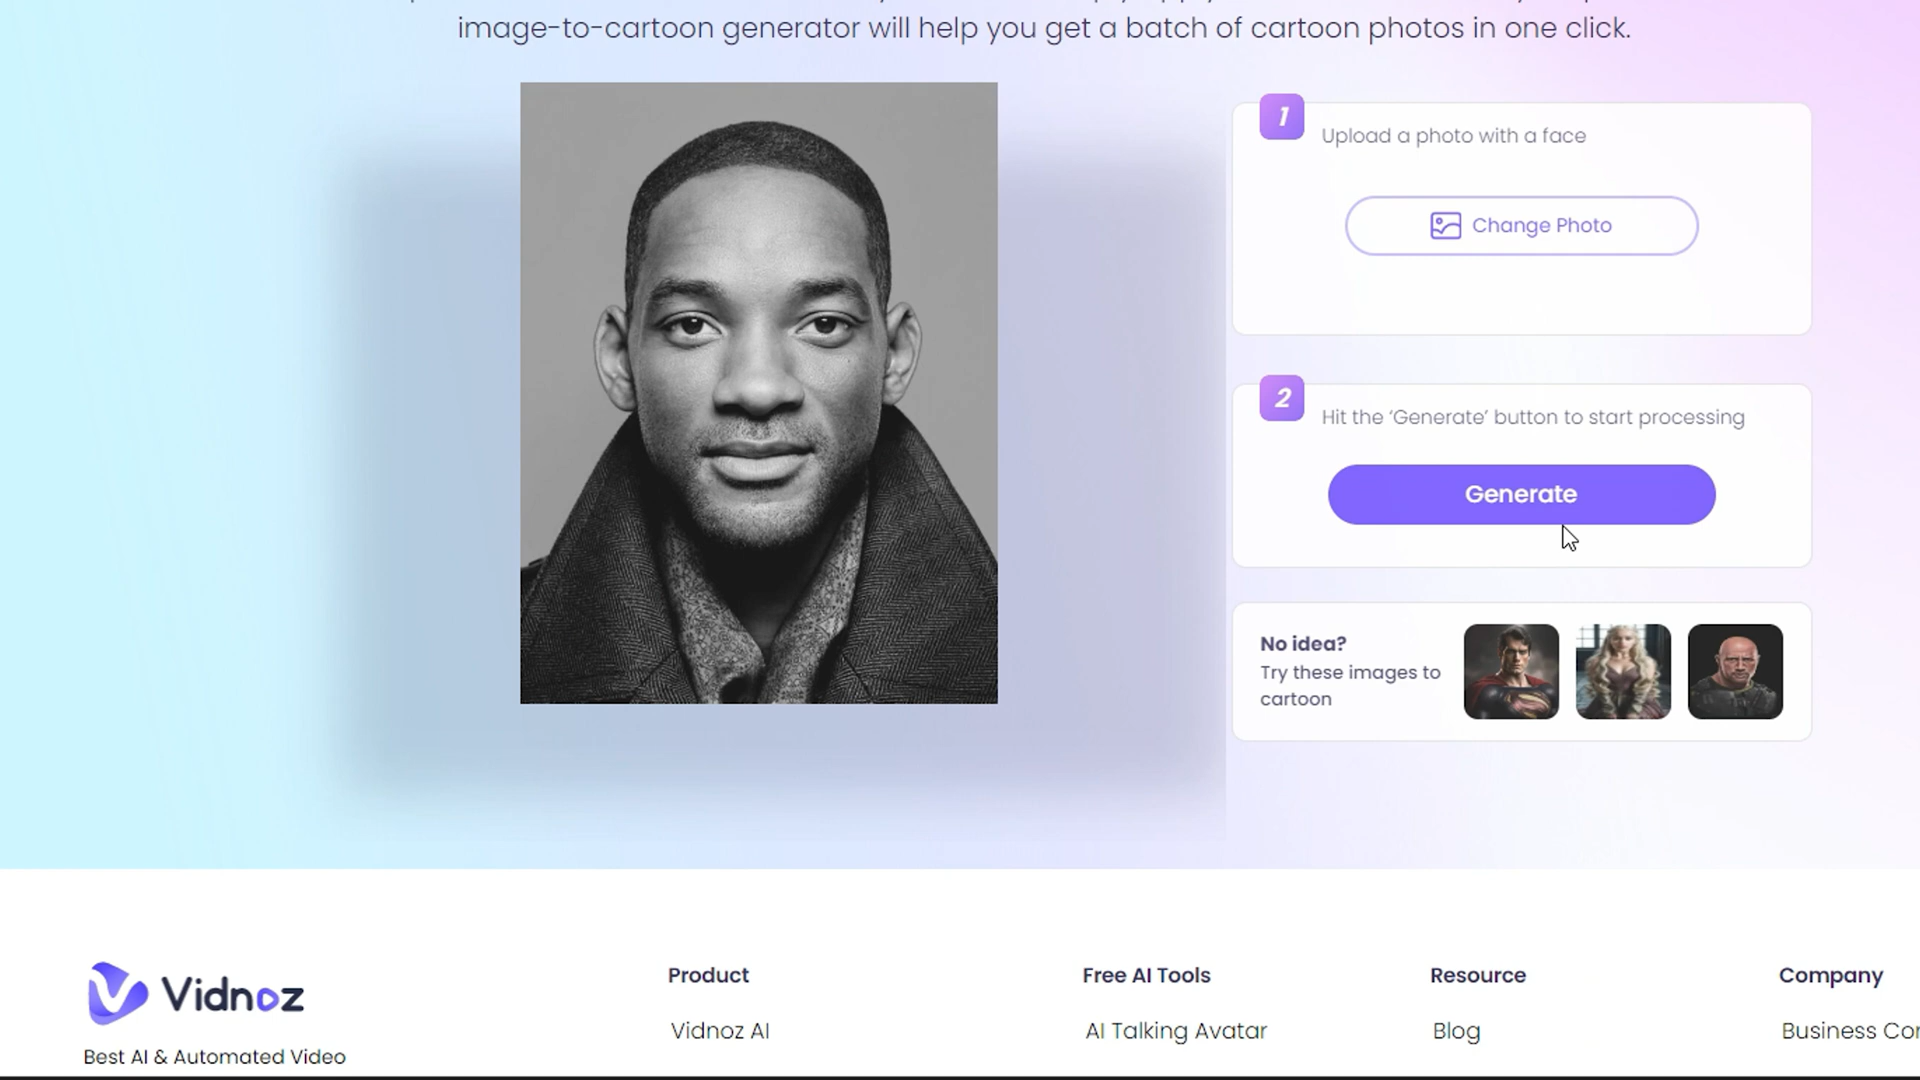 image-to-cartoon generator will help you get a batch of cartoon photos in one click.
1
Upload a photo with a face
Change Photo
2
Hit the ‘Generate’ button to start processing
Generate
No idea?
Try these images to
cartoon
Vidnoz
Best AI & Automated Video
Product
Vidnoz AI
Free AI Tools
AI Talking Avatar
Resource
Blog
Company
Business